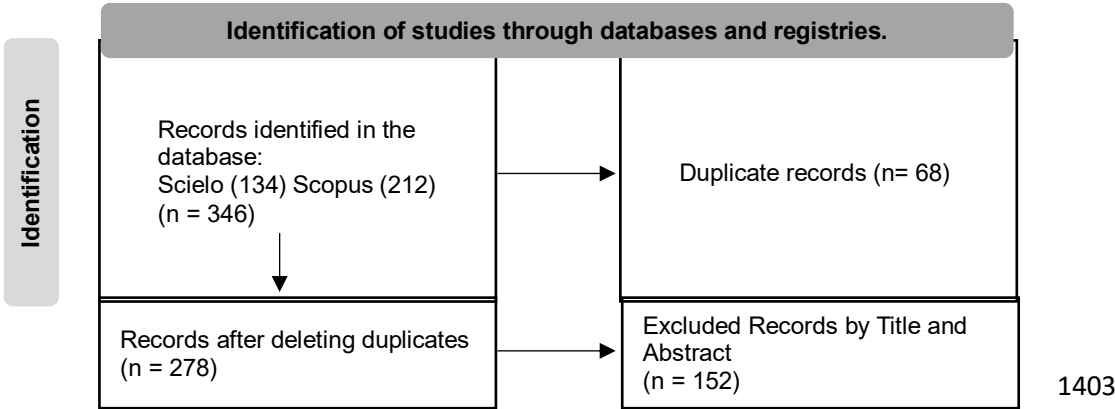 Identification of studies through databases and registries.
Identification
Records identified in the
database:
Scielo (134) Scopus (212)
(n = 346)
Duplicate records (n= 68)
Records after deleting duplicates
(n = 278)
Excluded Records by Title and
Abstract
(n = 152)
1403